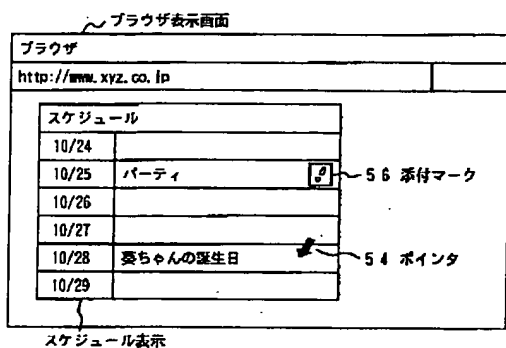 ブラウザ表示画面
ブラウザ
http://www.xyz.co.jp
スケジュール
10/24
10/25 パーティ
56 添付マーク
10/26
10/27
10/28 葵ちゃんの誕生日
54 ポインタ
10/29
スケジュール表示